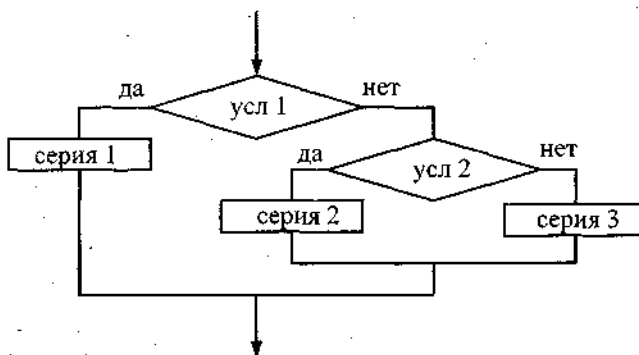 да
усл 1
нет
серия 1
да
усл 2
нет
серия 2
серия 3